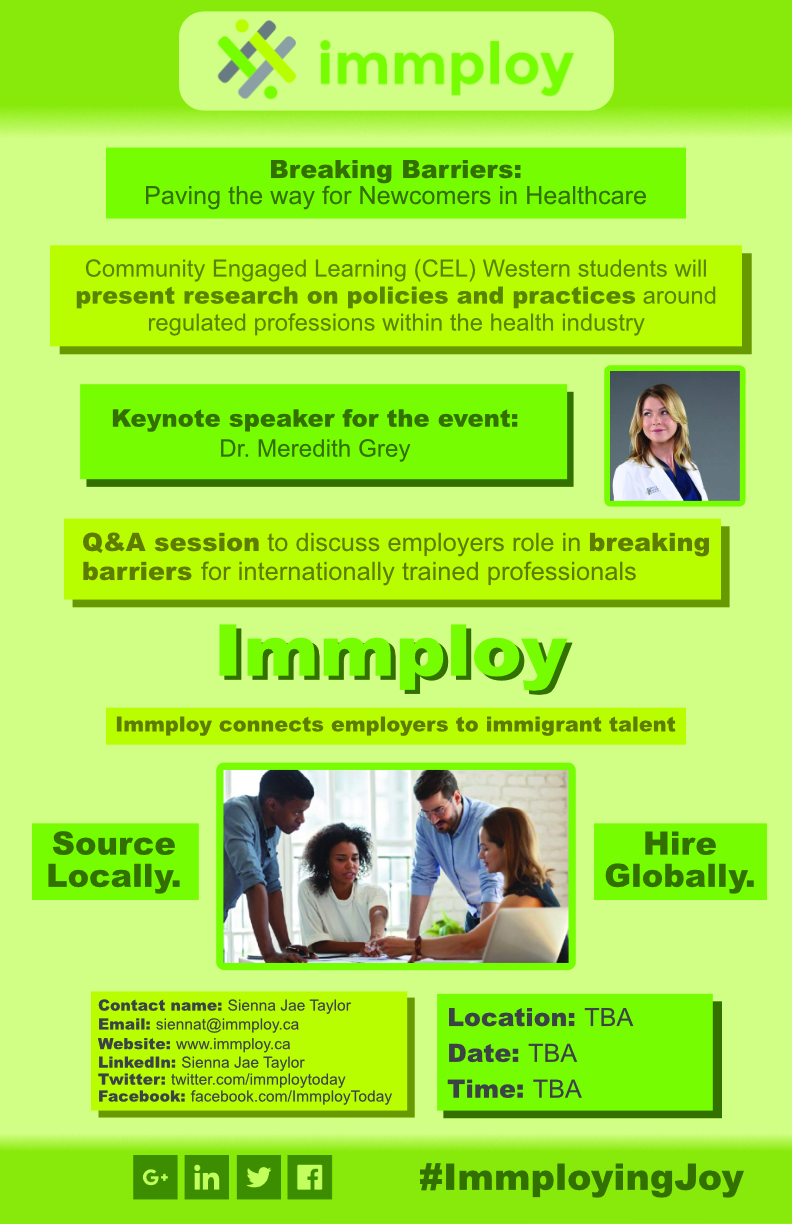 immploy
Breaking Barriers:
Paving the way for Newcomers in Healthcare
Community Engaged Learning (CEL) Western students will
present research on policies and practices around
regulated professions within the health industry
Keynote speaker for the event:
Dr. Meredith Grey
Q&A session to discuss employers role in breaking
barriers for internationally trained professionals
Immploy
Immploy connects employers to immigrant talent
Source
Locally.
Hire
Globally.
Contact name: Sienna Jae Taylor
Email: siennat@immploy.ca
Website: www.immploy.ca
LinkedIn: Sienna Jae Taylor
Twitter: twitter.com/immploytoday
Facebook: facebook.com/ImmployToday
Location: TBA
Date: TBA
Time: TBA
G+
in
#ImmployingJoy